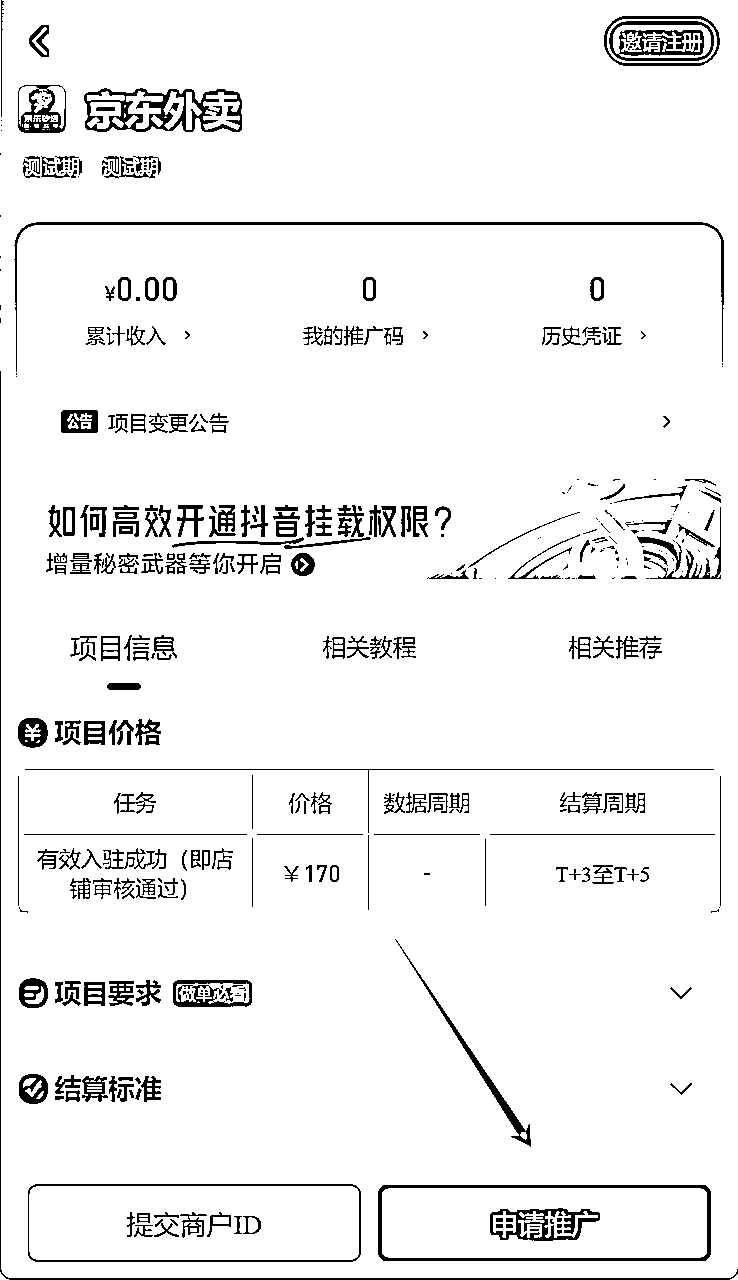 邀请注册
京东外卖
测试期 测试期
¥0.00 0 0
累计收入 我的推广码 历史凭证
公告 项目变更公告
如何高效开通抖音挂载权限？
增量秘密武器等你开启
项目信息 相关教程 相关推荐
¥ 项目价格
任务 价格 数据周期 结算周期
有效入驻成功（即店
铺审核通过） ￥170 - T+3至T+5
项目要求 做单必看
结算标准
提交商户ID 申请推广